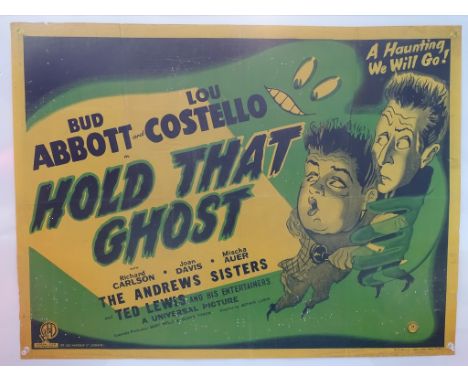 A Haunting
We Will Go!
BUD
ABBOTT and
LOU
COSTELLO
in
HOLD THAT
GHOST
with
Richard
CARLSON •
Joan
DAVIS •
Mischa
AUER
THE ANDREWS SISTERS
and TED LEWIS AND HIS ENTERTAINERS
A UNIVERSAL PICTURE